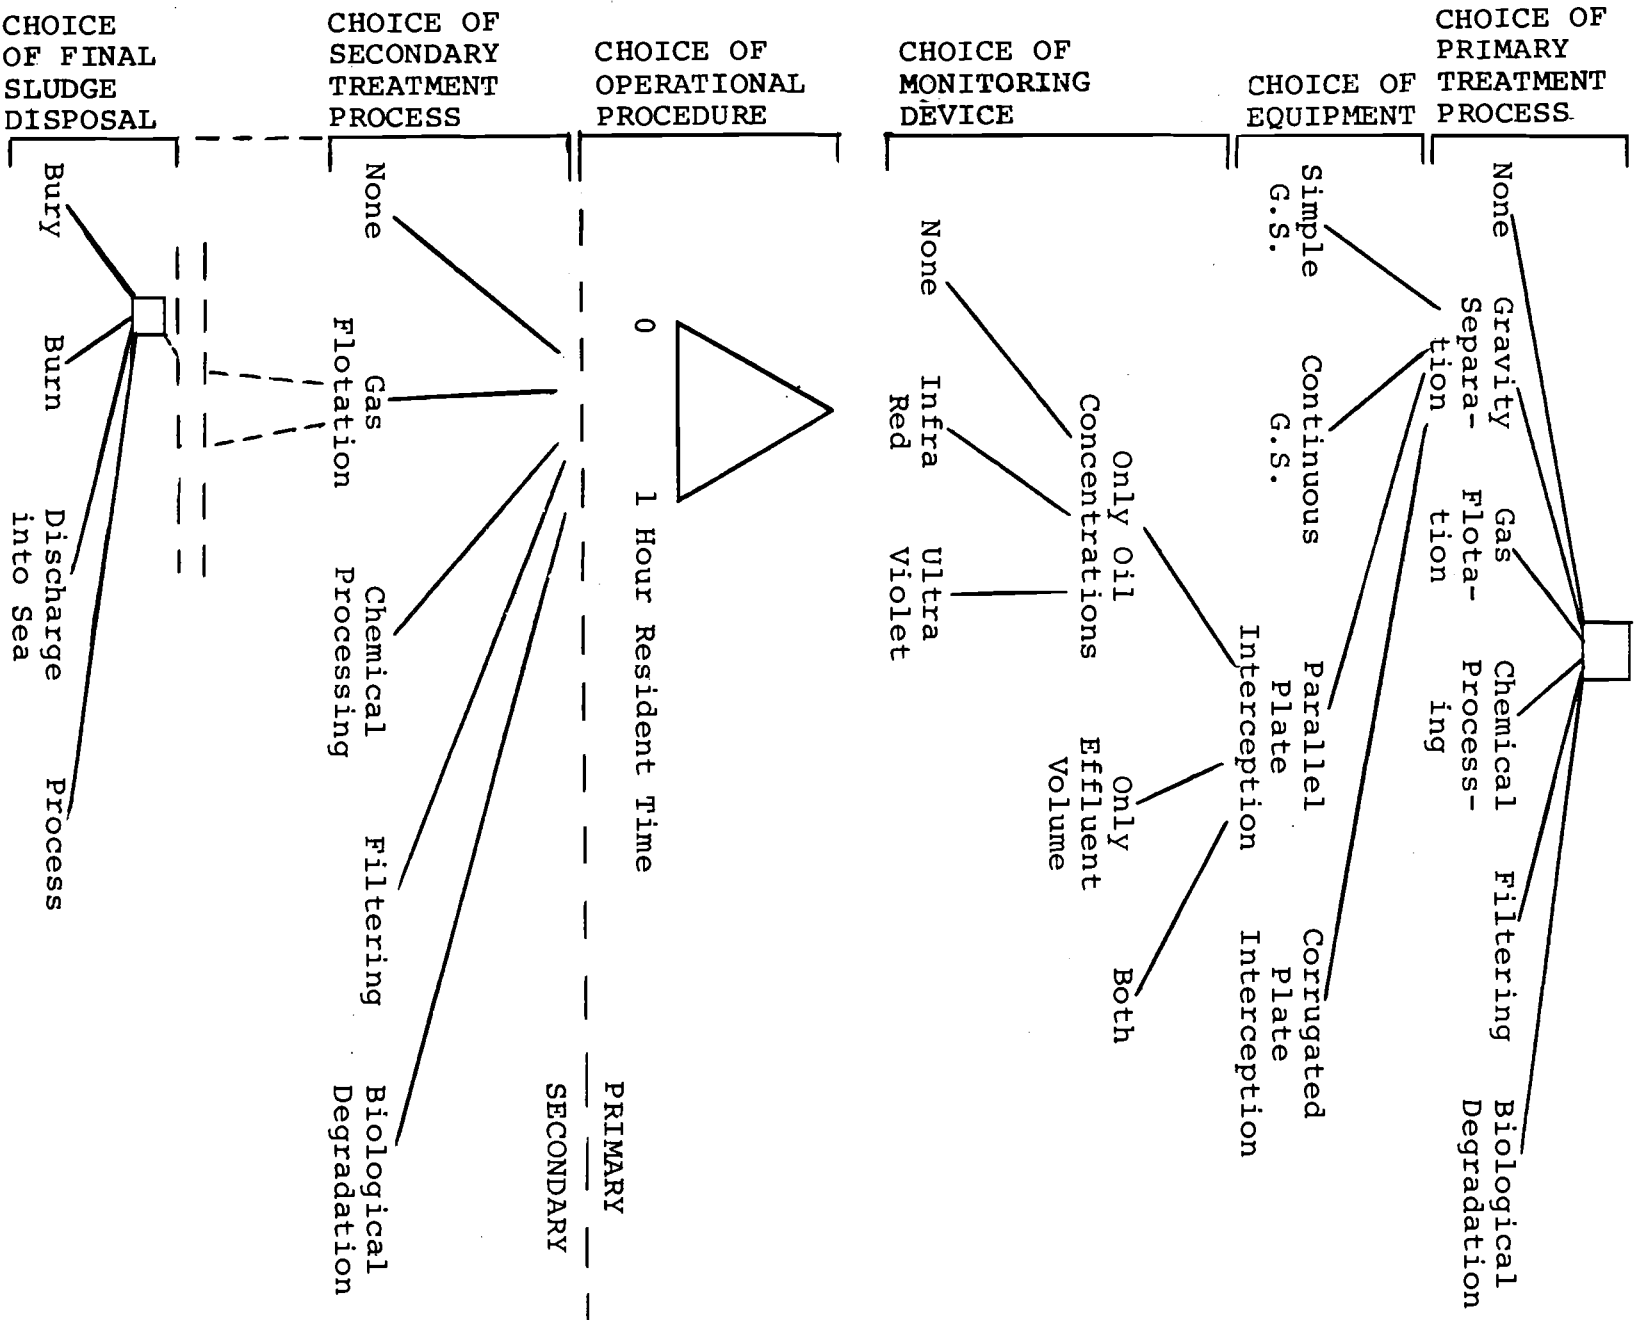 CHOICE OF
PRIMARY
TREATMENT
PROCESS
None
Gravity
Separa-
tion
Gas
Flota-
tion
Chemical
Process-
ing
Filtering
Biological
Degradation
CHOICE OF
EQUIPMENT
Simple
G.S.
Continuous
G.S.
Parallel
Plate
Interception
Corrugated
Plate
Interception
CHOICE OF
MONITORING
DEVICE
Only Oil
Concentrations
Only
Effluent
Volume
Both
None
Infra
Red
Ultra
Violet
CHOICE OF
OPERATIONAL
PROCEDURE
0
1 Hour Resident Time
PRIMARY
SECONDARY
CHOICE OF
SECONDARY
TREATMENT
PROCESS
None
Gas
Flotation
Chemical
Processing
Filtering
Biological
Degradation
CHOICE
OF FINAL
SLUDGE
DISPOSAL
Bury
Burn
Discharge
into Sea
Process